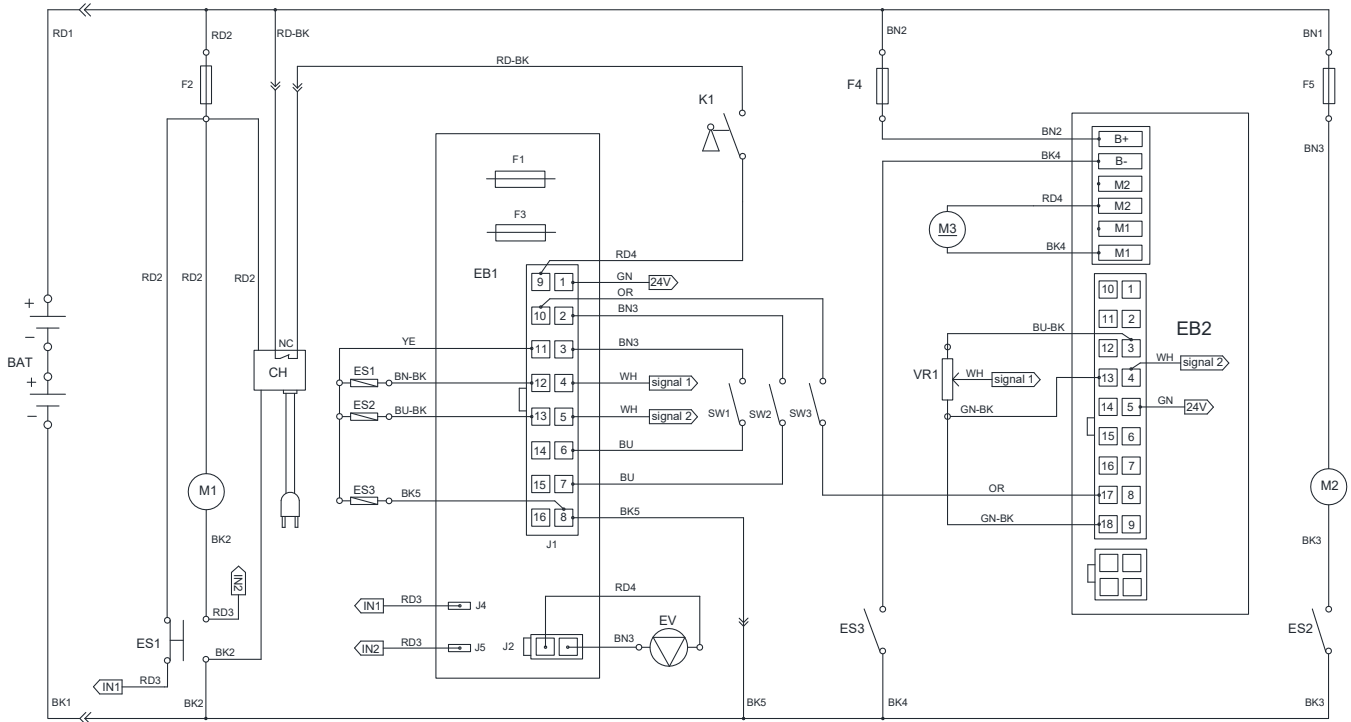 RD1
RD2
RD-BK
BN2
BN1
RD-BK
F2
K1
F4
F5
BN2
B+
BN3
F1
BK4
B-
M2
F3
RD4
M2
M3
M1
RD4
BK4
M1
EB1
9
1
GN
24V
RD2
RD2
RD2
OR
10
1
10
2
BN3
11
2
EB2
+
BU-BK
NC
YE
11
3
BN3
12
3
WH
signal 2
BAT
CH
ES1
BN-BK
12
4
WH
signal 1
VR1
WH
signal 1
13
4
+
ES2
BU-BK
13
5
WH
signal 2
SW1
SW2
SW3
GN-BK
14
5
GN
24V
14
6
BU
15
6
16
7
15
7
BU
M1
ES3
BK5
OR
17
8
M2
16
8
BK5
GN-BK
18
9
J1
BK2
BK3
IN2
RD4
IN1
RD3
J4
RD3
EV
ES3
ES2
ES1
IN2
RD3
J5
J2
BN3
BK2
IN1
RD3
BK1
BK2
BK5
BK4
BK3